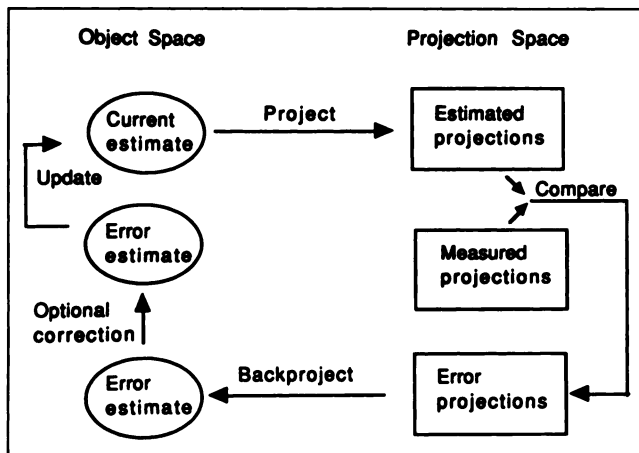 Object Space
Projection Space
Current
estimate
Project
Estimated
projections
Update
Compare
Error
estimate
Measured
projections
Optional
correction
Error
estimate
Backproject
Error
projections